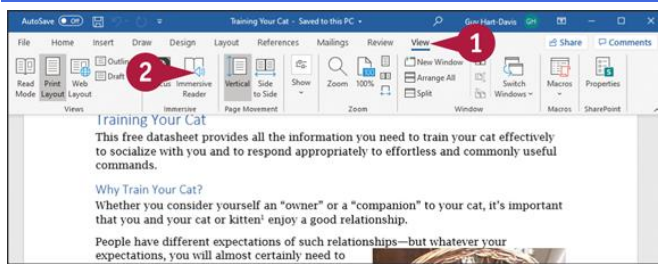 AutoSave Off
Training Your Cat - Saved to this PC
Guy Hart-Davis GH
File Home Insert Draw Design Layout References Mailings Review View Share Comments
1
2
Read Mode
Print Layout
Web Layout
Outline
Draft
Views
Immersive Reader
Immersive
Vertical
Side to Side
Page Movement
Show
Zoom
100%
Zoom
New Window
Arrange All
Split
Switch Windows
Window
Macros
Macros
Properties
SharePoint
Training Your Cat
This free datasheet provides all the information you need to train your cat effectively
to socialize with you and to respond appropriately to effortless and commonly useful
commands.
Why Train Your Cat?
Whether you consider yourself an “owner” or a “companion” to your cat, it’s important
that you and your cat or kitten¹ enjoy a good relationship.
People have different expectations of such relationships—but whatever your
expectations, you will almost certainly need to